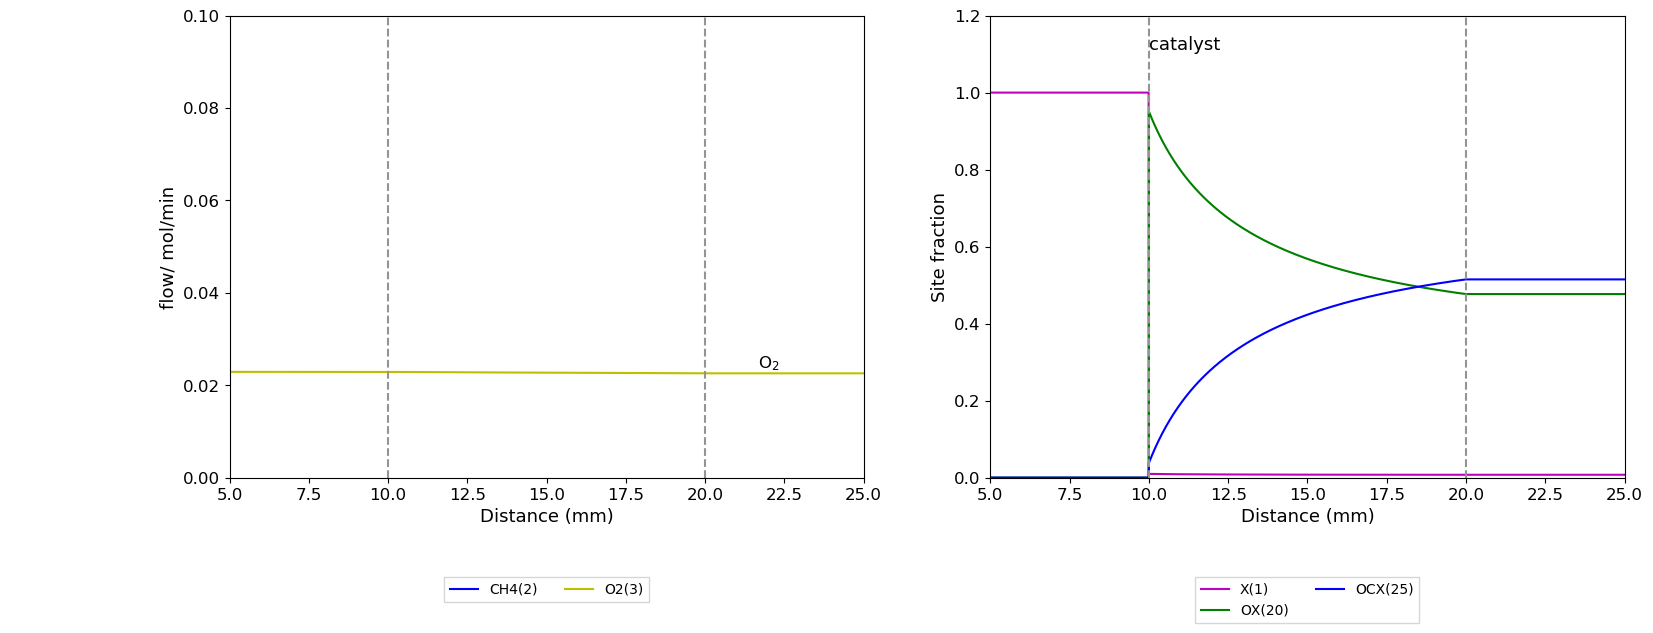 0.10
0.08
0.06
0.04
0.02
0.00
flow/ mol/min
O₂
5.0 7.5 10.0 12.5 15.0 17.5 20.0 22.5 25.0
Distance (mm)
CH4(2) O2(3)
1.2
1.0
0.8
0.6
0.4
0.2
0.0
Site fraction
catalyst
5.0 7.5 10.0 12.5 15.0 17.5 20.0 22.5 25.0
Distance (mm)
X(1) OCX(25)
OX(20)